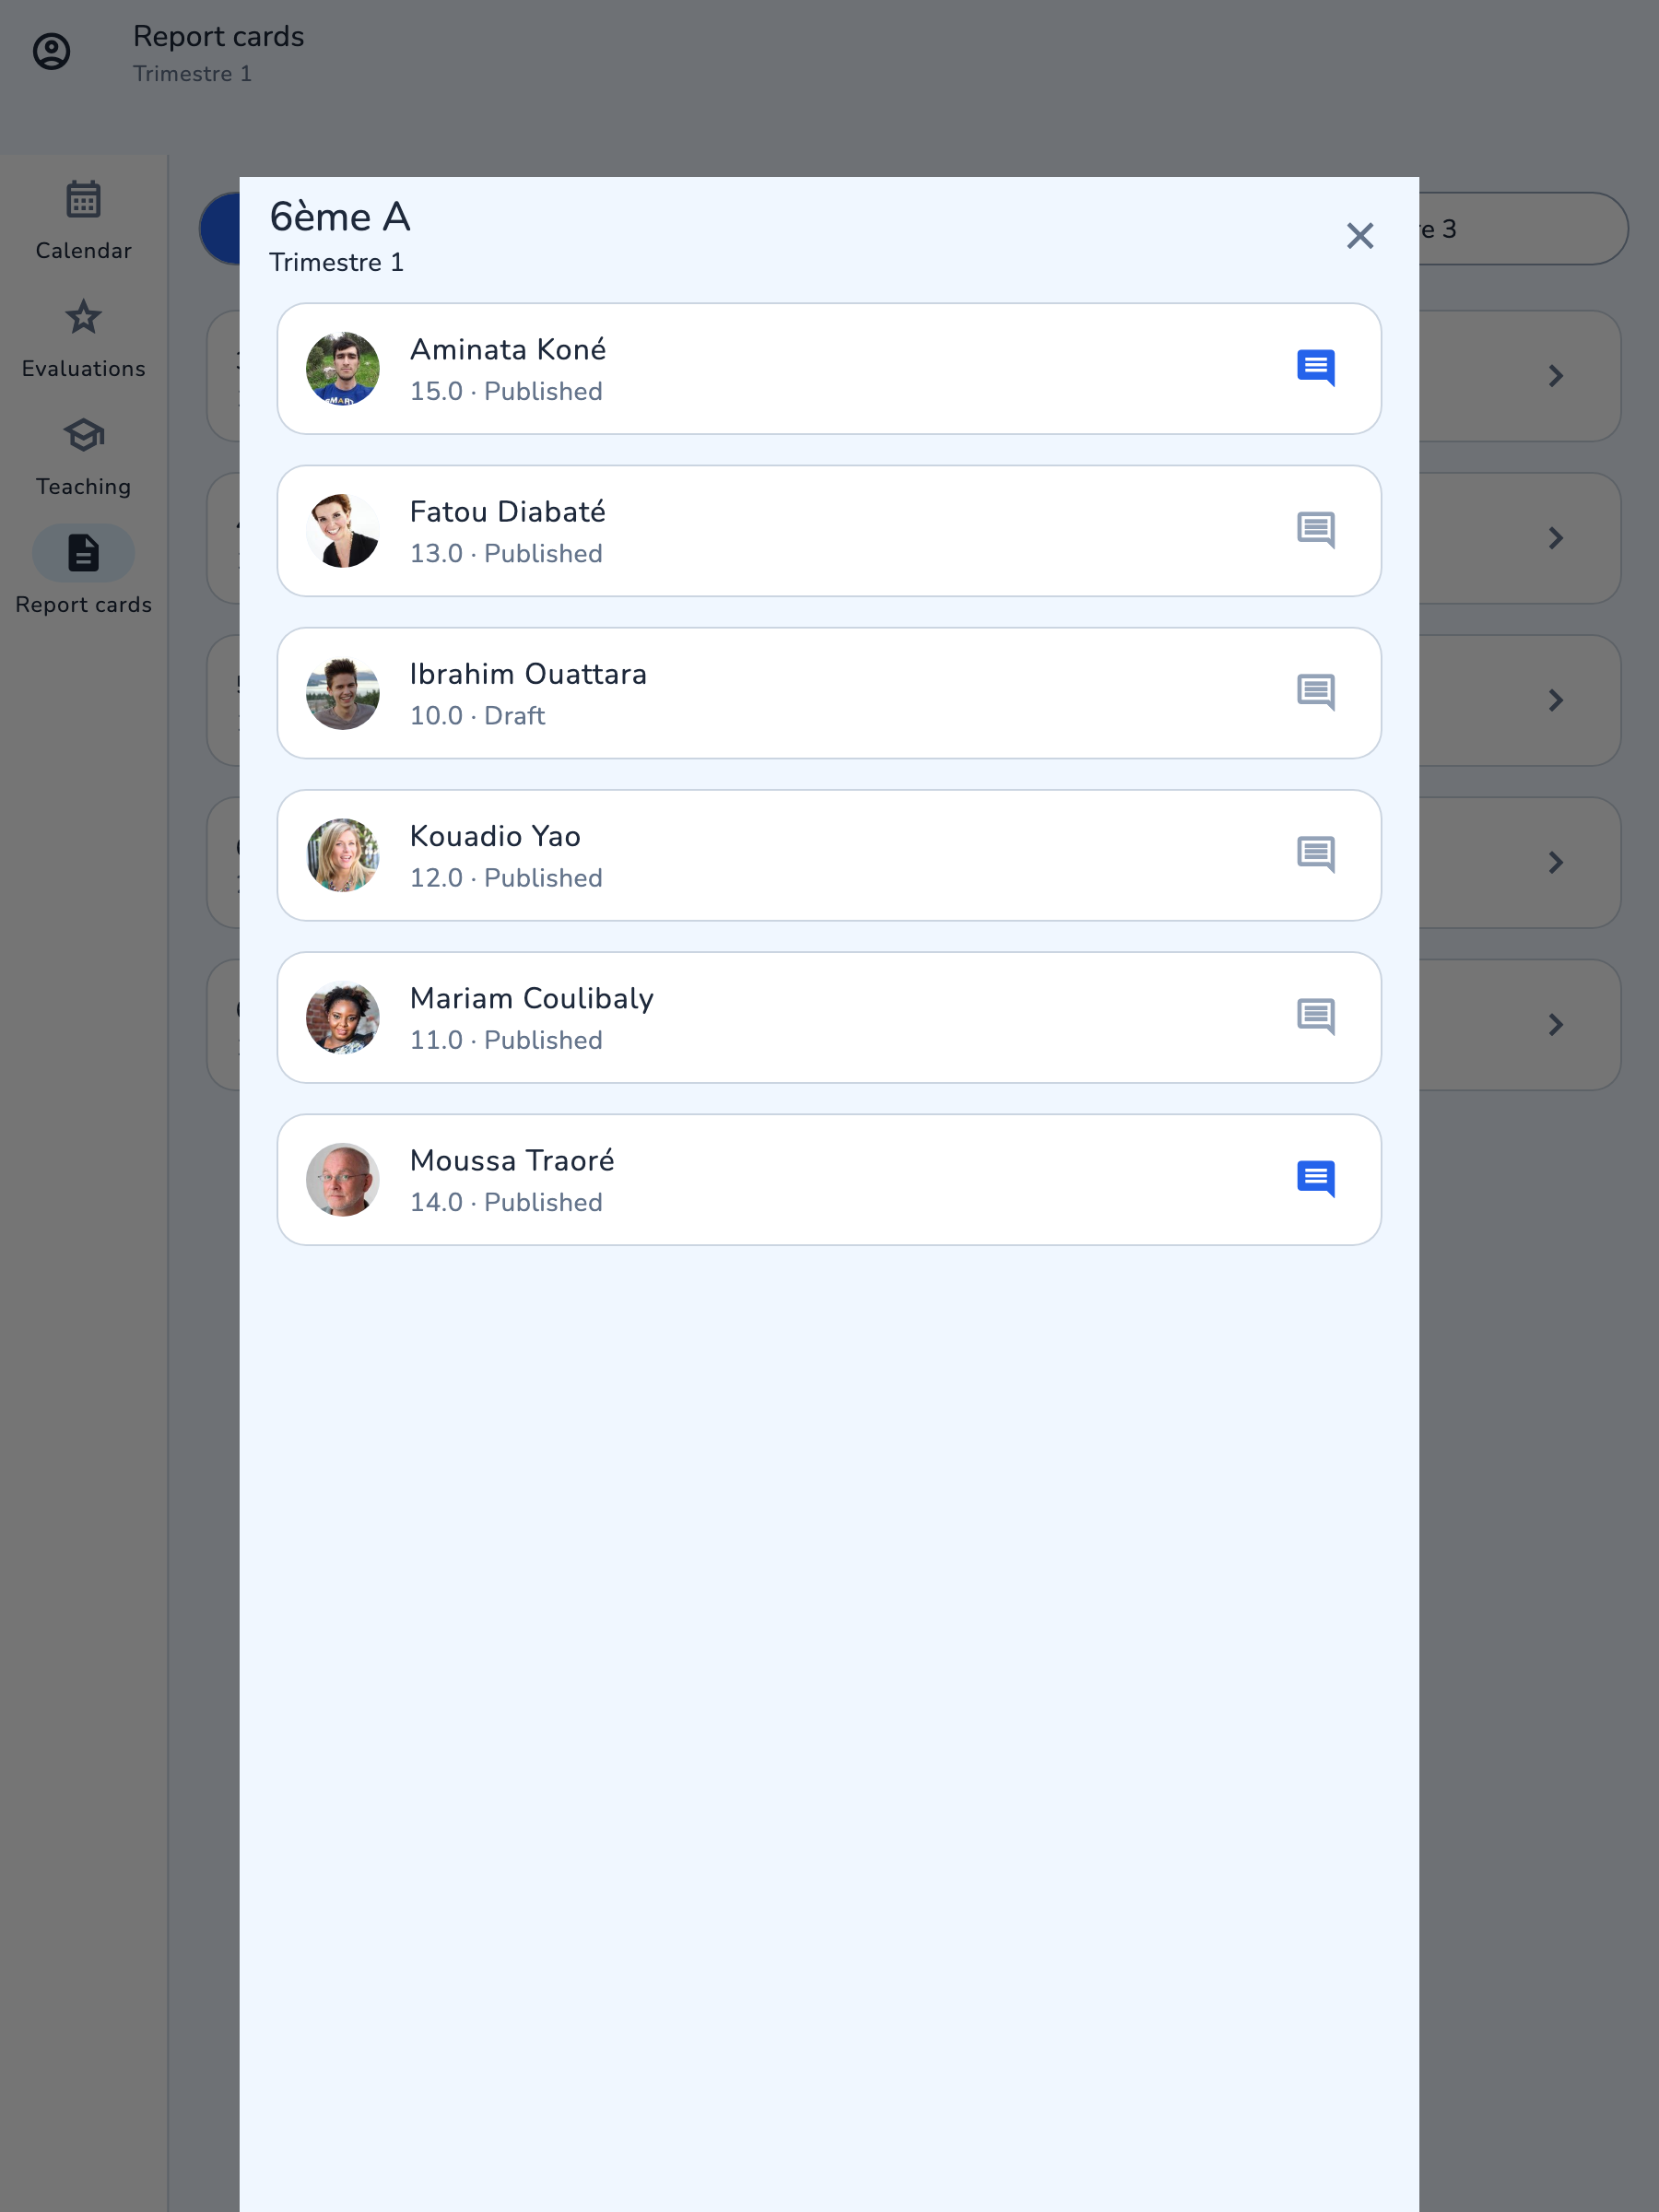 Report cards
Trimestre 1
Calendar
Evaluations
Teaching
Report cards
e 3
6ème A
Trimestre 1
Aminata Koné
15.0 · Published
Fatou Diabaté
13.0 · Published
Ibrahim Ouattara
10.0 · Draft
Kouadio Yao
12.0 · Published
Mariam Coulibaly
11.0 · Published
Moussa Traoré
14.0 · Published